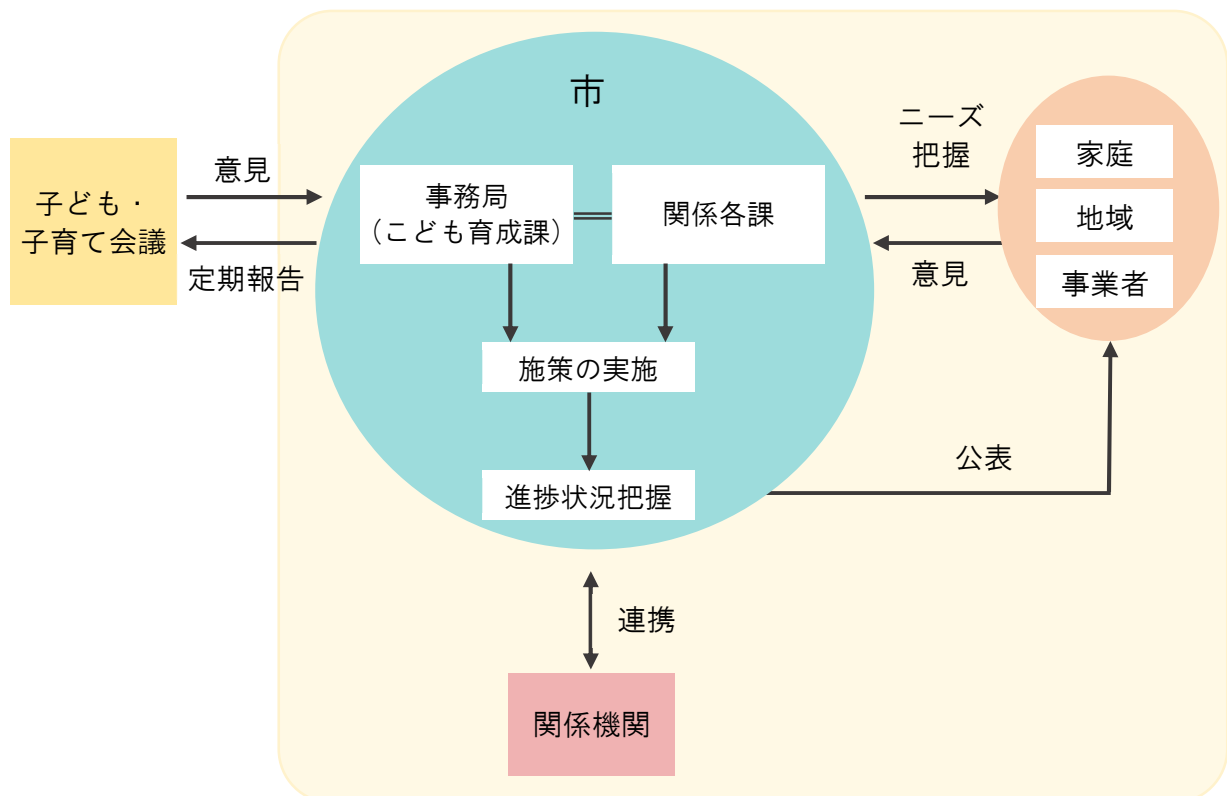 市
子ども・
子育て会議
意見
定期報告
事務局
（こども育成課）
関係各課
施策の実施
進捗状況把握
ニーズ
把握
意見
家庭
地域
事業者
公表
連携
関係機関